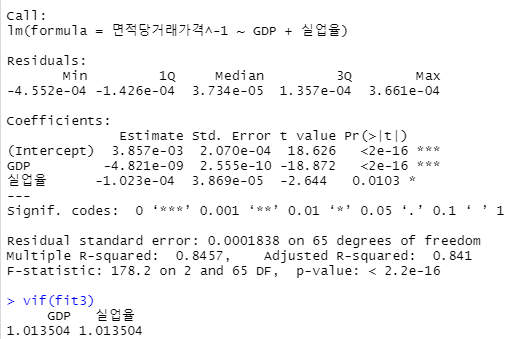 Call:
lm(formula = 면적당거래가격^-1 ~ GDP + 실업율)
Residuals:
Min 1Q Median 3Q Max
-4.552e-04 -1.426e-04 3.734e-05 1.357e-04 3.661e-04
Coefficients:
Estimate Std. Error t value Pr(>|t|)
(Intercept) 3.857e-03 2.070e-04 18.626 <2e-16 ***
GDP -4.821e-09 2.555e-10 -18.872 <2e-16 ***
실업율 -1.023e-04 3.869e-05 -2.644 0.0103 *
---
Signif. codes: 0 ‘***’ 0.001 ‘**’ 0.01 ‘*’ 0.05 ‘.’ 0.1 ‘ ’ 1
Residual standard error: 0.0001838 on 65 degrees of freedom
Multiple R-squared: 0.8457, Adjusted R-squared: 0.841
F-statistic: 178.2 on 2 and 65 DF, p-value: < 2.2e-16
> vif(fit3)
GDP 실업율
1.013504 1.013504